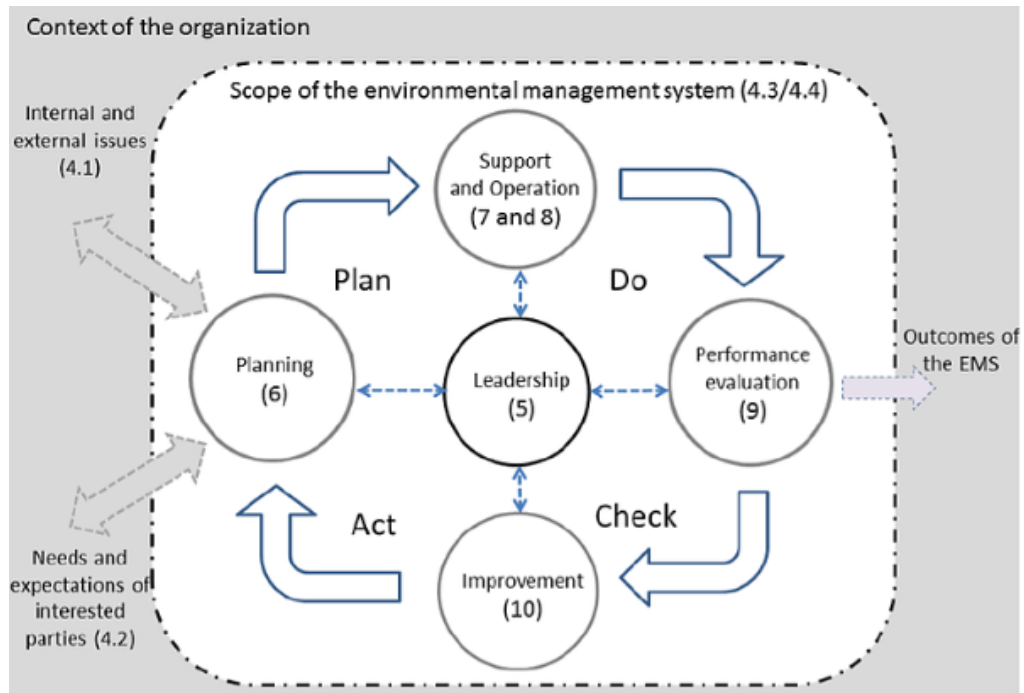 Context of the organization
Scope of the environmental management system (4.3/4.4)
Internal and
external issues
(4.1)
Support
and Operation
(7 and 8)
Plan
Do
Planning
(6)
Leadership
(5)
Performance
evaluation
(9)
Outcomes of
the EMS
Act
Check
Needs and
expectations of
interested
parties (4.2)
Improvement
(10)